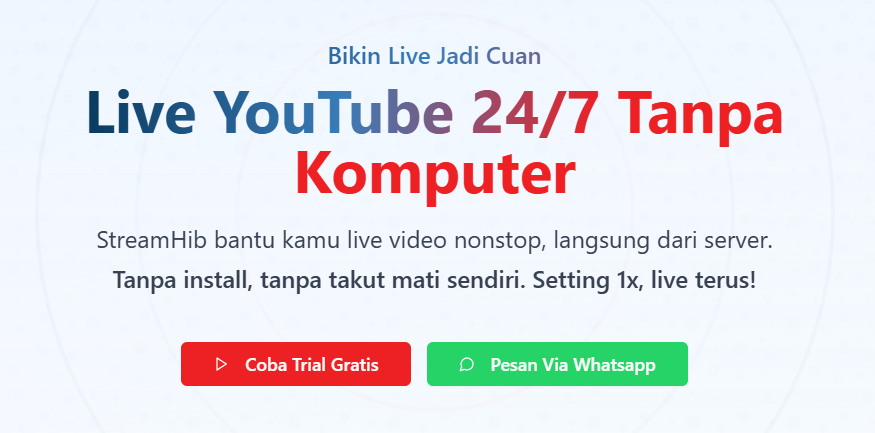 Bikin Live Jadi Cuan
Live YouTube 24/7 Tanpa
Komputer
StreamHib bantu kamu live video nonstop, langsung dari server.
Tanpa install, tanpa takut mati sendiri. Setting 1x, live terus!
Coba Trial Gratis
Pesan Via Whatsapp